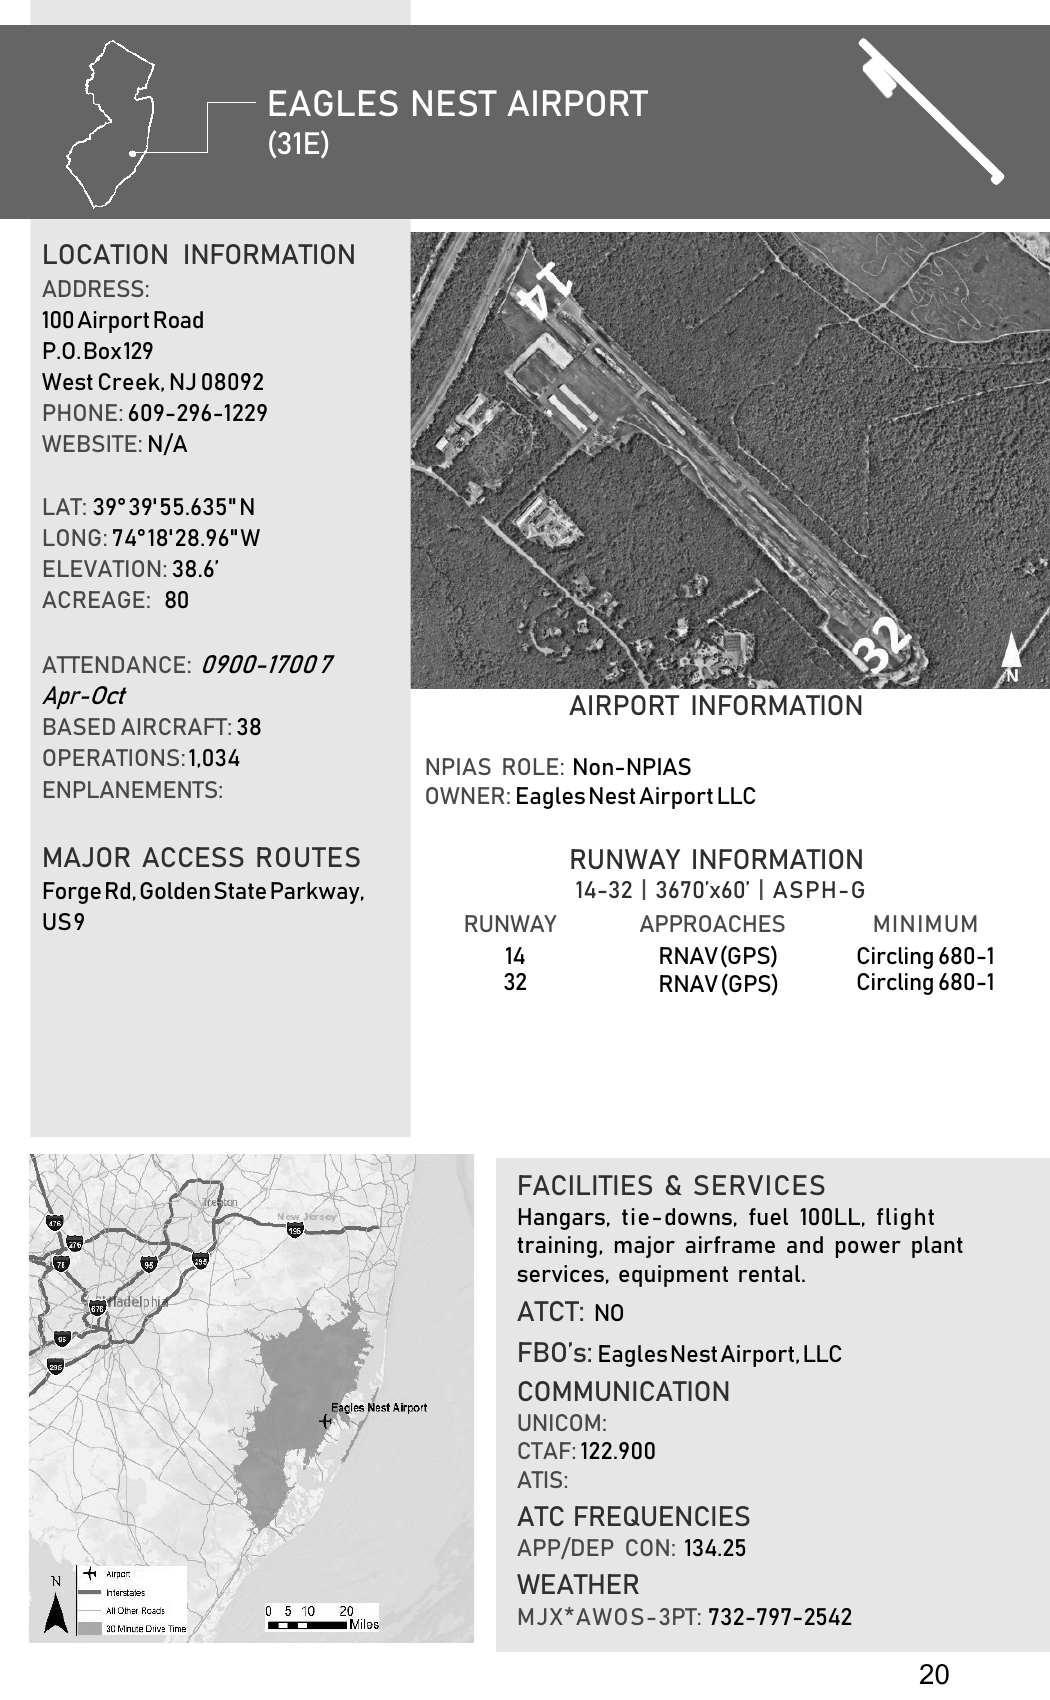 EAGLES NEST AIRPORT
(31E)
LOCATION INFORMATION
ADDRESS:
100 Airport Road
P.O. Box 129
West Creek, NJ 08092
PHONE: 609-296-1229
WEBSITE: N/A
LAT: 39°39'55.635"N
LONG: 74°18'28.96"W
ELEVATION: 38.6’
ACREAGE: 80
ATTENDANCE: 0900-1700 7
Apr-Oct
BASED AIRCRAFT: 38
OPERATIONS: 1,034
ENPLANEMENTS:
MAJOR ACCESS ROUTES
Forge Rd, Golden State Parkway,
US 9
14
32
N
AIRPORT INFORMATION
NPIAS ROLE: Non-NPIAS
OWNER: Eagles Nest Airport LLC
RUNWAY INFORMATION
14-32 | 3670’x60’ | ASPH-G
RUNWAY APPROACHES MINIMUM
14 RNAV (GPS) Circling 680-1
32 RNAV (GPS) Circling 680-1
Trenton
New Jersey
476
276
195
95
295
Philadelphia
676
95
295
Eagles Nest Airport
N
Airport
Interstates
All Other Roads
30 Minute Drive Time
0 5 10 20
Miles
FACILITIES & SERVICES
Hangars, tie-downs, fuel 100LL, flight
training, major airframe and power plant
services, equipment rental.
ATCT: NO
FBO’s: Eagles Nest Airport, LLC
COMMUNICATION
UNICOM:
CTAF: 122.900
ATIS:
ATC FREQUENCIES
APP/DEP CON: 134.25
WEATHER
MJX*AWOS-3PT: 732-797-2542
20